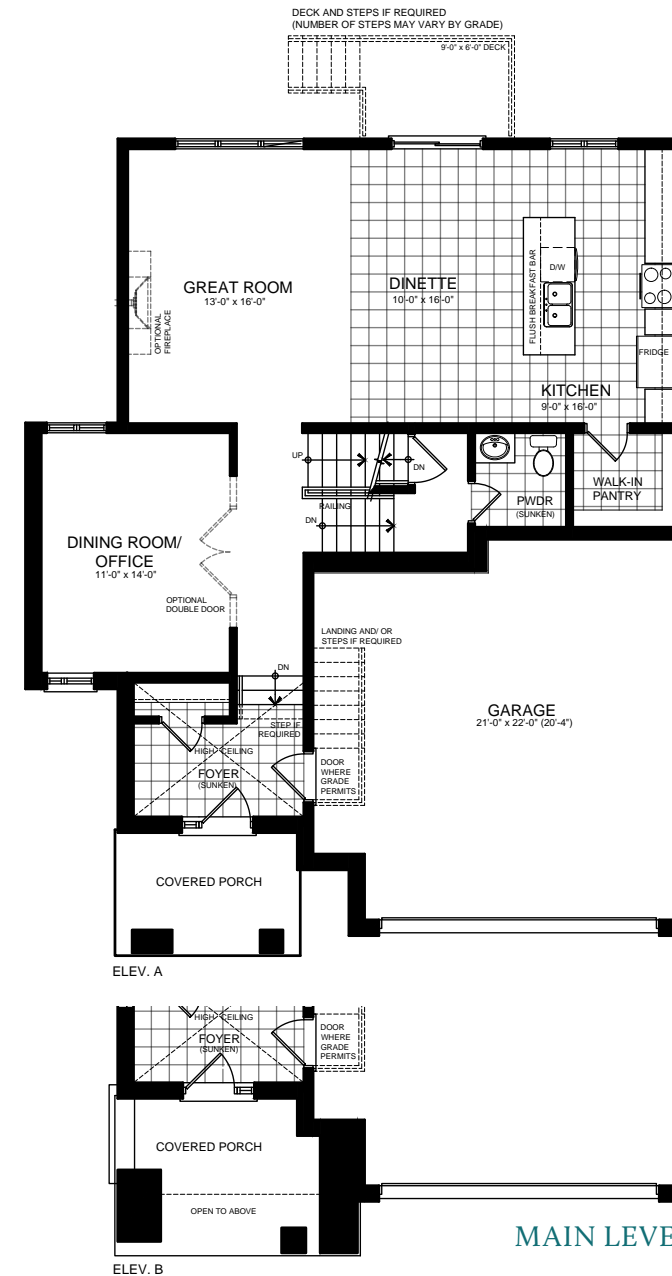 DECK AND STEPS IF REQUIRED
(NUMBER OF STEPS MAY VARY BY GRADE)
9'-0" x 6'-0" DECK
GREAT ROOM
13'-0" x 16'-0"
OPTIONAL
FIREPLACE
DINETTE
10'-0" x 16'-0"
FLUSH BREAKFAST BAR
D/W
FRIDGE
KITCHEN
9'-0" x 16'-0"
UP
DN
RAILING
DN
PWDR
(SUNKEN)
WALK-IN
PANTRY
DINING ROOM/
OFFICE
11'-0" x 14'-0"
OPTIONAL
DOUBLE DOOR
LANDING AND/ OR
STEPS IF REQUIRED
DN
STEP IF
REQUIRED
HIGH CEILING
FOYER
(SUNKEN)
DOOR
WHERE
GRADE
PERMITS
GARAGE
21'-0" x 22'-0" (20'-4")
COVERED PORCH
ELEV. A
HIGH CEILING
FOYER
(SUNKEN)
DOOR
WHERE
GRADE
PERMITS
COVERED PORCH
OPEN TO ABOVE
MAIN LEVE
ELEV. B